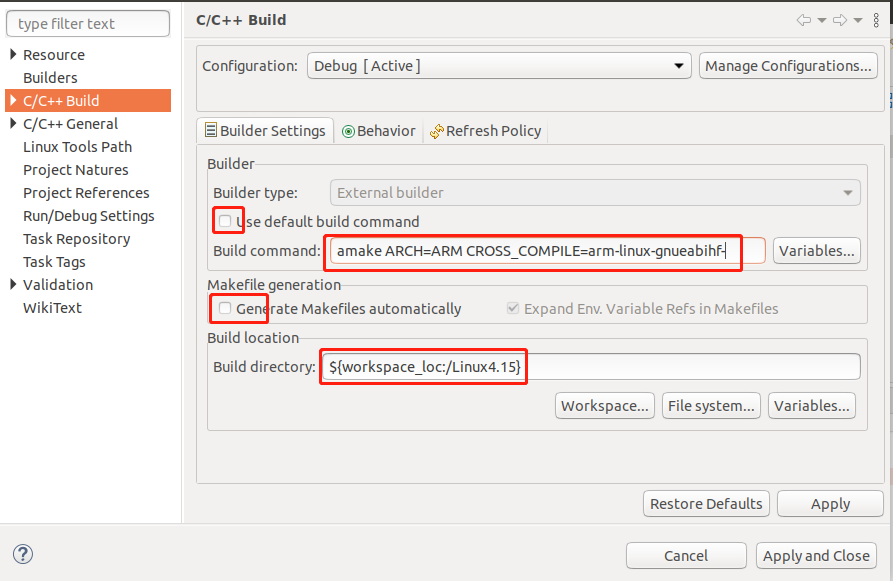 type filter text
Resource
Builders
C/C++ Build
C/C++ General
Linux Tools Path
Project Natures
Project References
Run/Debug Settings
Task Repository
Task Tags
Validation
WikiText
C/C++ Build
Configuration: Debug [ Active ] Manage Configurations...
Builder Settings Behavior Refresh Policy
Builder
Builder type: External builder
Use default build command
Build command: amake ARCH=ARM CROSS_COMPILE=arm-linux-gnueabihf- Variables...
Makefile generation
Generate Makefiles automatically Expand Env. Variable Refs in Makefiles
Build location
Build directory: ${workspace_loc:/Linux4.15}
Workspace... File system... Variables...
Restore Defaults Apply
? Cancel Apply and Close